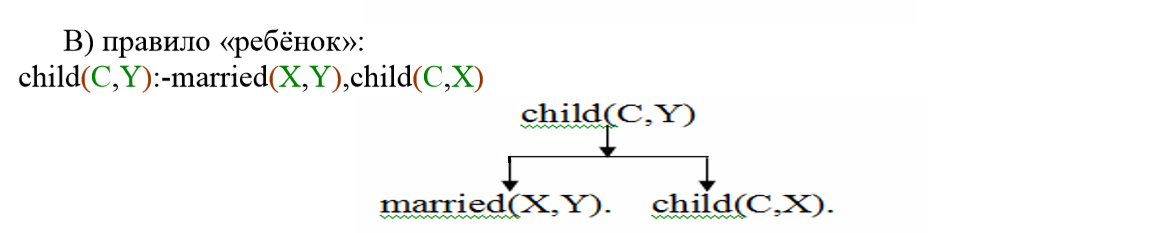 В) правило «ребёнок»:
child(C,Y):-married(X,Y),child(C,X)
child(C,Y)
married(X,Y). child(C,X).